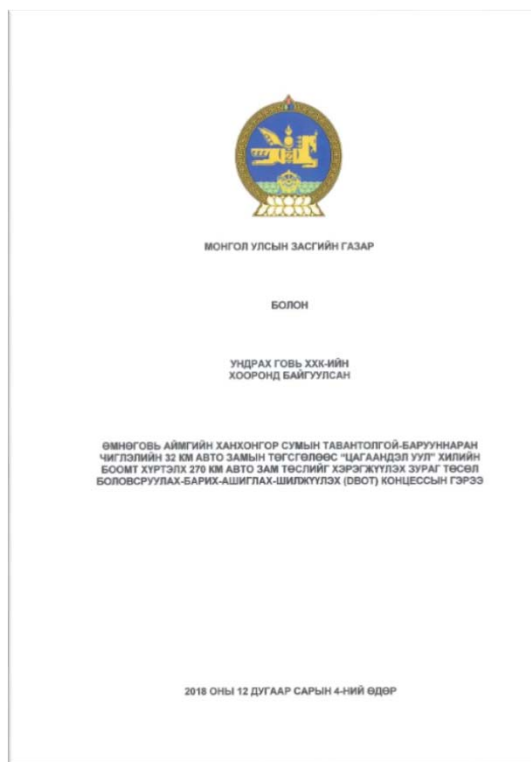 МОНГОЛ УЛСЫН ЗАСГИЙН ГАЗАР
БОЛОН
УНДРАХ ГОВЬ ХХК-ИЙН
ХООРОНД БАЙГУУЛСАН
ӨМНӨГОВЬ АЙМГИЙН ХАНХОНГОР СУМЫН ТАВАНТОЛГОЙ-БАРУУННАРАН
ЧИГЛЭЛИЙН 32 КМ АВТО ЗАМЫН ТӨГСГӨЛӨӨС “ЦАГААНДЭЛ УУЛ” ХИЛИЙН
БООМТ ХҮРТЭЛХ 270 КМ АВТО ЗАМ ТӨСЛИЙГ ХЭРЭГЖҮҮЛЭХ ЗУРАГ ТӨСӨЛ
БОЛОВСРУУЛАХ-БАРИХ-АШИГЛАХ-ШИЛЖҮҮЛЭХ (DBOT) КОНЦЕССЫН ГЭРЭЭ
2018 ОНЫ 12 ДУГААР САРЫН 4-НИЙ ӨДӨР